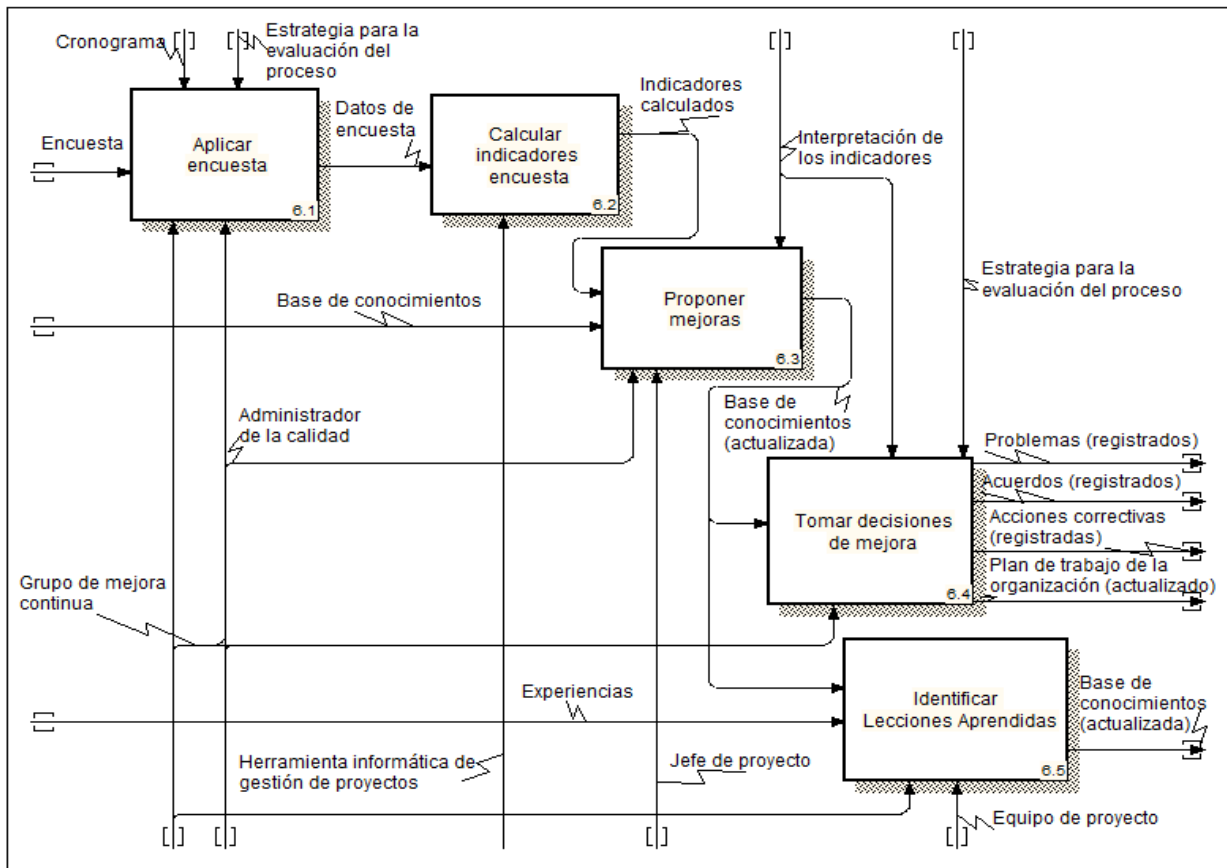 Cronograma
Estrategia para la
evaluación del
proceso
Encuesta
Aplicar
encuesta
6.1
Datos de
encuesta
Calcular
indicadores
encuesta
6.2
Indicadores
calculados
Interpretación de
los indicadores
Estrategia para la
evaluación del proceso
Base de conocimientos
Proponer
mejoras
6.3
Administrador
de la calidad
Base de
conocimientos
(actualizada)
Tomar decisiones
de mejora
6.4
Problemas (registrados)
Acuerdos (registrados)
Acciones correctivas
(registradas)
Plan de trabajo de la
organización (actualizado)
Grupo de mejora
continua
Experiencias
Identificar
Lecciones Aprendidas
6.5
Base de
conocimientos
(actualizada)
Herramienta informática de
gestión de proyectos
Jefe de proyecto
Equipo de proyecto